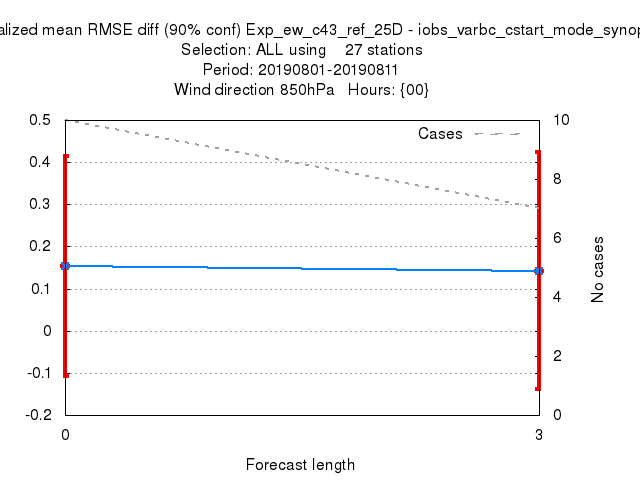 alized mean RMSE diff (90% conf) Exp_ew_c43_ref_25D - iobs_varbc_cstart_mode_synop
Selection: ALL using 27 stations
Period: 20190801-20190811
Wind direction 850hPa Hours: {00}
Cases
0.5
0.4
0.3
0.2
0.1
0
-0.1
-0.2
10
8
6
4
2
0
No cases
0 3
Forecast length